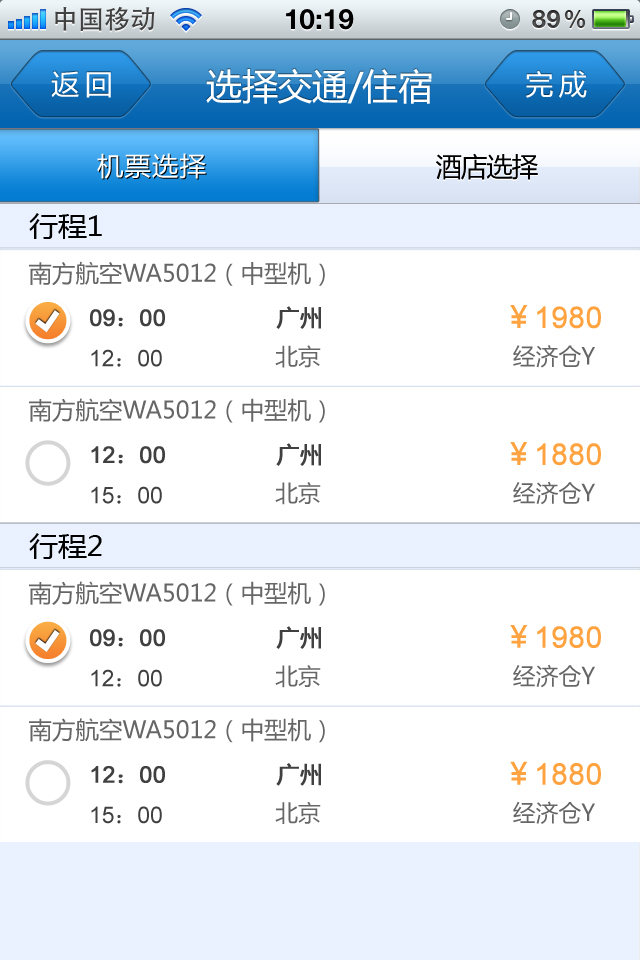 中国移动 10:19 89%
返回 选择交通/住宿 完成
机票选择 酒店选择
行程1
南方航空WA5012（中型机）
09：00 广州 ￥1980
12：00 北京 经济仓Y
南方航空WA5012（中型机）
12：00 广州 ￥1880
15：00 北京 经济仓Y
行程2
南方航空WA5012（中型机）
09：00 广州 ￥1980
12：00 北京 经济仓Y
南方航空WA5012（中型机）
12：00 广州 ￥1880
15：00 北京 经济仓Y